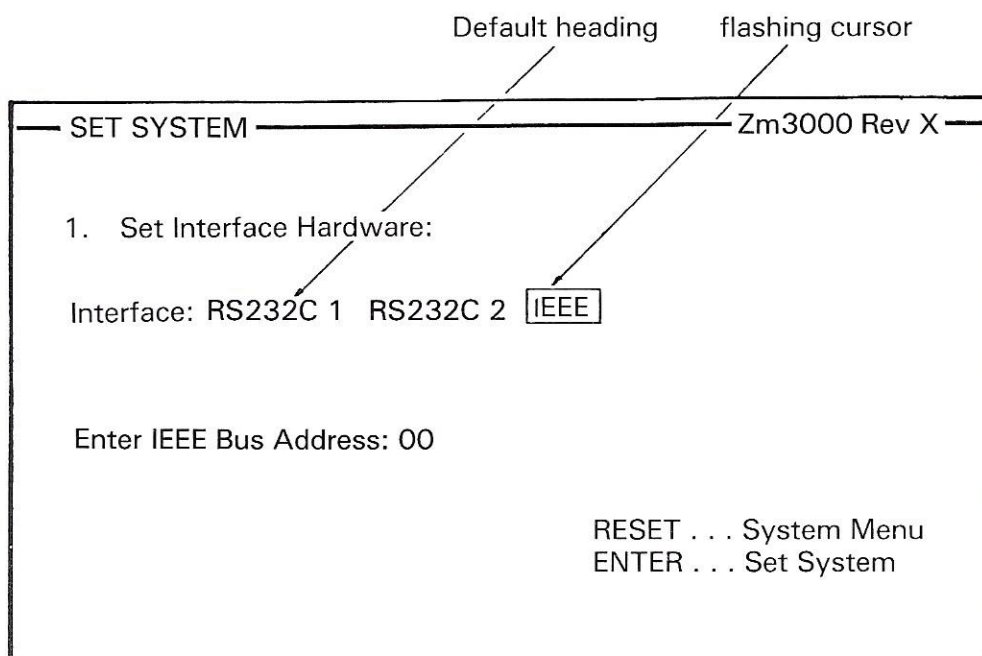 Default heading flashing cursor
SET SYSTEM Zm3000 Rev X
1. Set Interface Hardware:
Interface: RS232C 1 RS232C 2 IEEE
Enter IEEE Bus Address: 00
RESET . . . System Menu
ENTER . . . Set System